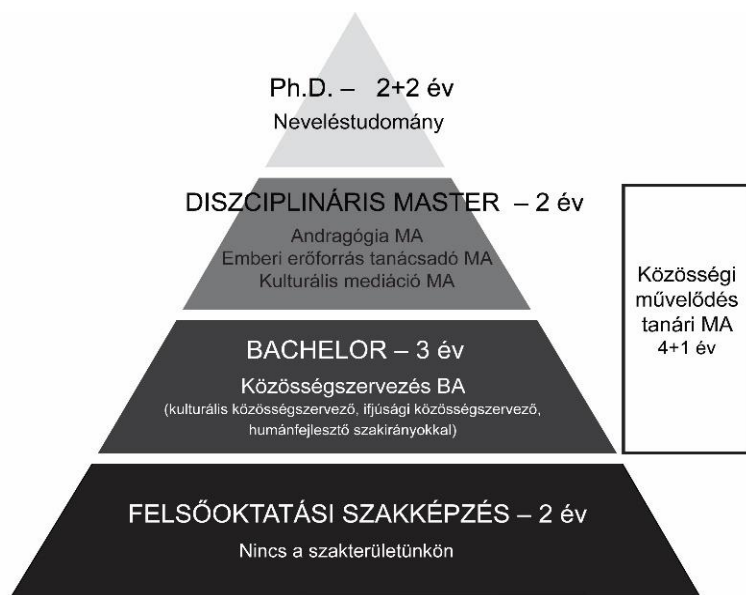 Ph.D. – 2+2 év
Neveléstudomány
DISZCIPLINÁRIS MASTER – 2 év
Andragógia MA
Emberi erőforrás tanácsadó MA
Kulturális mediáció MA
BACHELOR – 3 év
Közösségszervezés BA
(kulturális közösségszervező, ifjúsági közösségszervező,
humánfejlesztő szakirányokkal)
FELSŐOKTATÁSI SZAKKÉPZÉS – 2 év
Nincs a szakterületünkön
Közösségi
művelődés
tanári MA
4+1 év